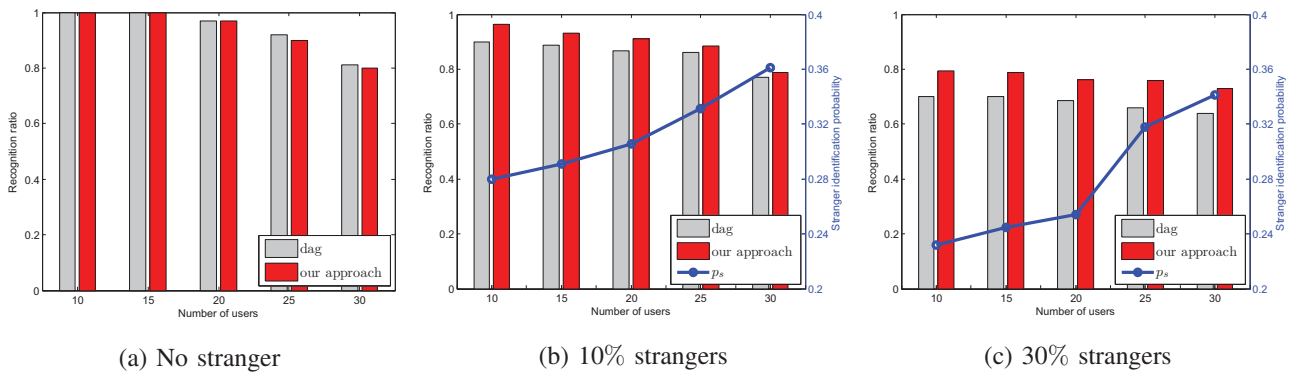 1
0.8
0.6
0.4
0.2
0
Recognition ratio
10 15 20 25 30
Number of users
dag
our approach
(a) No stranger
1
0.8
0.6
0.4
0.2
0
Recognition ratio
10 15 20 25 30
Number of users
0.4
0.36
0.32
0.28
0.24
0.2
Stranger identification probability
dag
our approach
p_s
(b) 10% strangers
1
0.8
0.6
0.4
0.2
0
Recognition ratio
10 15 20 25 30
Number of users
0.4
0.36
0.32
0.28
0.24
0.2
Stranger identification probability
dag
our approach
p_s
(c) 30% strangers